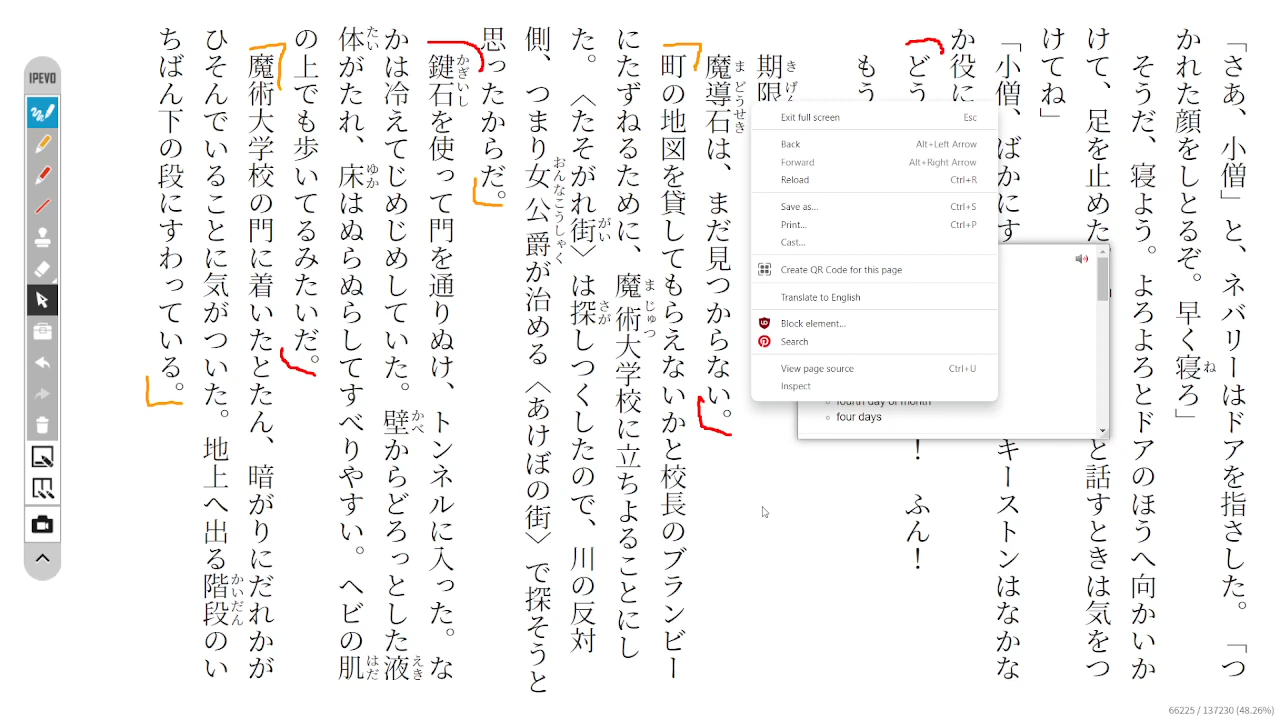 「さあ、小僧」と、ネバリーはドアを指さした。「つ
かれた顔をしとるぞ。早く寝ろ」
そうだ、寝よう。よろよろとドアのほうへ向かいか
けて、足を止めた と話すときは気をつ
けてね」
「小僧、ばかにす キーストンはなかな
か役に
どう ！ ふん！
もう
期限
魔導石は、まだ見つからない。
町の地図を貸してもらえないかと校長のブランビー
にたずねるために、魔術大学校に立ちよることにし
た。〈たそがれ街〉は探しつくしたので、川の反対
側、つまり女公爵が治める〈あけぼの街〉で探そうと
思ったからだ。
鍵石を使って門を通りぬけ、トンネルに入った。な
かは冷えてじめじめしていた。壁からどろっとした液
体がたれ、床はぬらぬらしてすべりやすい。ヘビの肌
の上でも歩いてるみたいだ。
魔術大学校の門に着いたとたん、暗がりにだれかが
ひそんでいることに気がついた。地上へ出る階段のい
ちばん下の段にすわっている。
IPEVO
Exit full screen Esc
Back Alt+Left Arrow
Forward Alt+Right Arrow
Reload Ctrl+R
Save as... Ctrl+S
Print... Ctrl+P
Cast...
Create QR Code for this page
Translate to English
Block element...
Search
View page source Ctrl+U
Inspect
fourth day of month
four days
66225 / 137230 (48.26%)